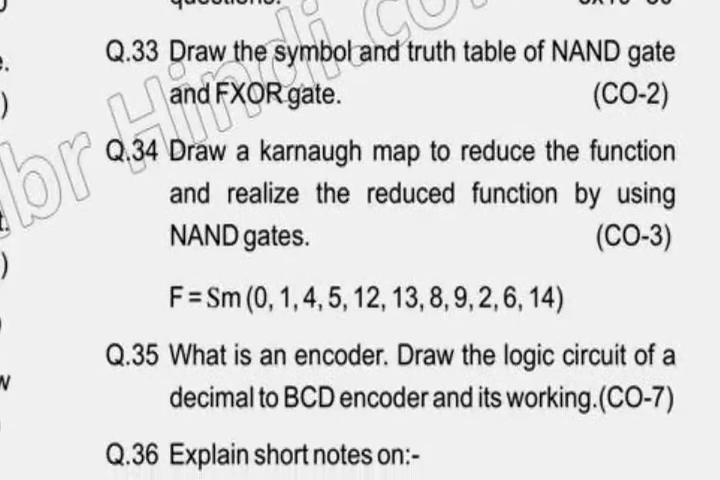 Q.33 Draw the symbol and truth table of NAND gate
and FXOR gate. (CO-2)
Q.34 Draw a karnaugh map to reduce the function
and realize the reduced function by using
NAND gates. (CO-3)
F = Sm (0, 1, 4, 5, 12, 13, 8, 9, 2, 6, 14)
Q.35 What is an encoder. Draw the logic circuit of a
decimal to BCD encoder and its working.(CO-7)
Q.36 Explain short notes on:-